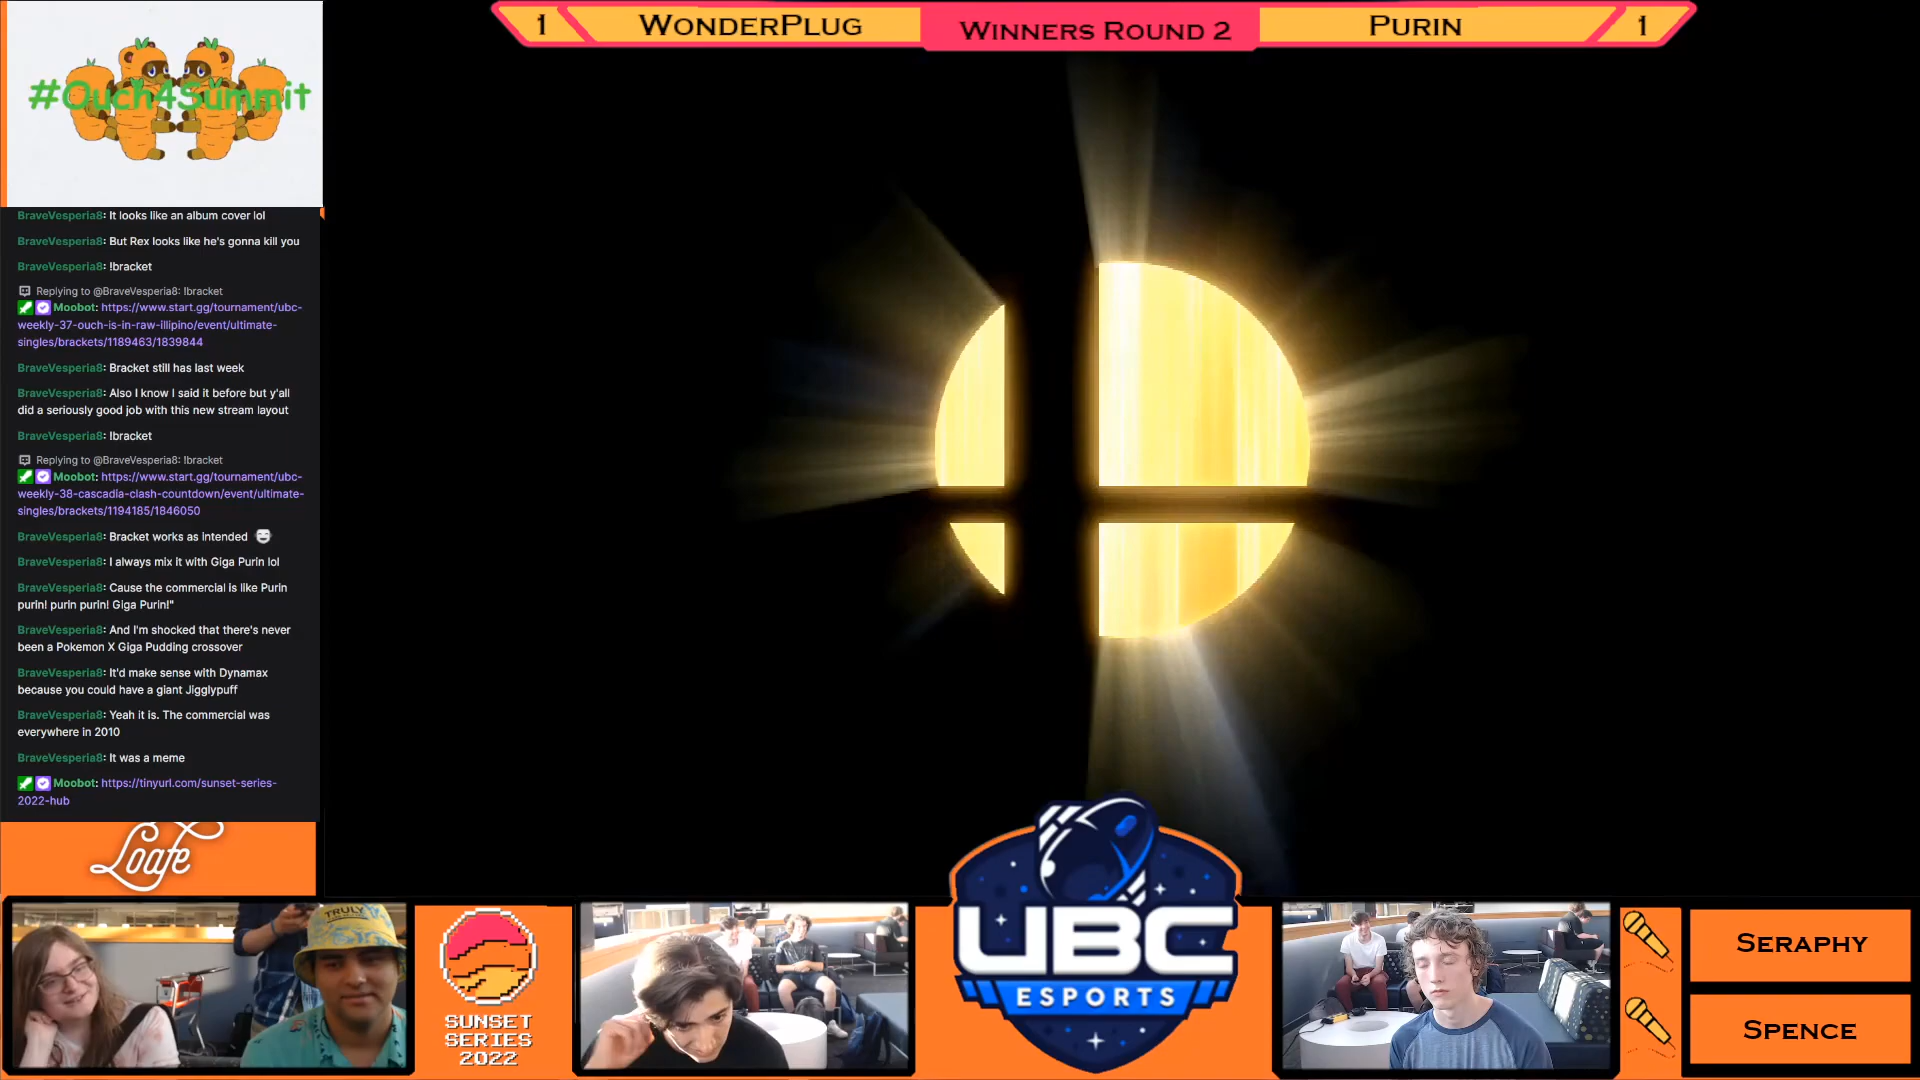 1 WonderPlug Winners Round 2 Purin 1
#Ouch4Summit
BraveVesperia8: It looks like an album cover lol
BraveVesperia8: But Rex looks like he's gonna kill you
BraveVesperia8: !bracket
Replying to @BraveVesperia8: !bracket
Moobot: https://www.start.gg/tournament/ubc-
weekly-37-ouch-is-in-raw-illipino/event/ultimate-
singles/brackets/1189463/1839844
BraveVesperia8: Bracket still has last week
BraveVesperia8: Also I know I said it before but y'all
did a seriously good job with this new stream layout
BraveVesperia8: !bracket
Replying to @BraveVesperia8: !bracket
Moobot: https://www.start.gg/tournament/ubc-
weekly-38-cascadia-clash-countdown/event/ultimate-
singles/brackets/1194185/1846050
BraveVesperia8: Bracket works as intended
BraveVesperia8: I always mix it with Giga Purin lol
BraveVesperia8: Cause the commercial is like Purin
purin! purin purin! Giga Purin!"
BraveVesperia8: And I'm shocked that there's never
been a Pokemon X Giga Pudding crossover
BraveVesperia8: It'd make sense with Dynamax
because you could have a giant Jigglypuff
BraveVesperia8: Yeah it is. The commercial was
everywhere in 2010
BraveVesperia8: It was a meme
Moobot: https://tinyurl.com/sunset-series-
2022-hub
Loafe
TRULY
SUNSET
SERIES
2022
UBC
ESPORTS
Seraphy
Spence